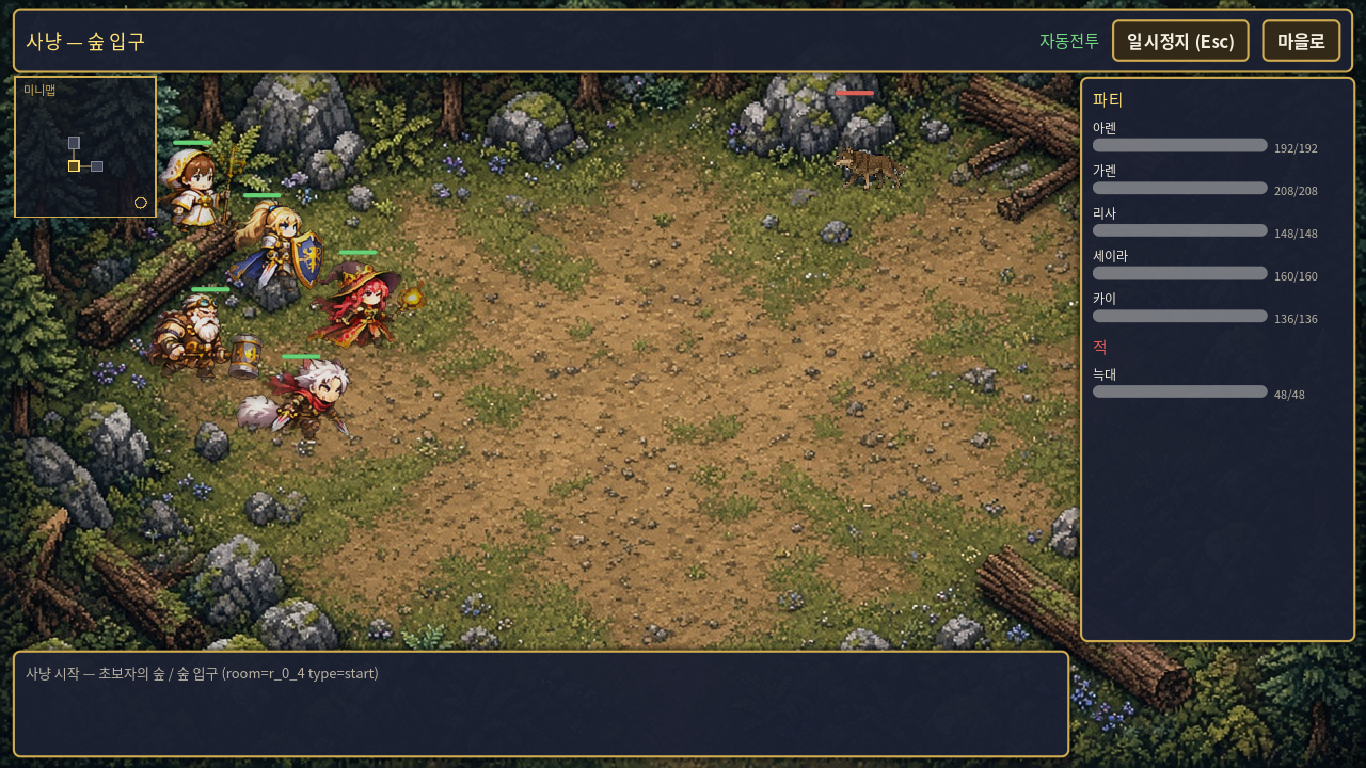 사냥 — 숲 입구
자동전투
일시정지 (Esc)
마을로
미니맵
파티
아렌
192/192
가렌
208/208
리사
148/148
세이라
160/160
카이
136/136
적
늑대
48/48
사냥 시작 — 초보자의 숲 / 숲 입구 (room=r_0_4 type=start)